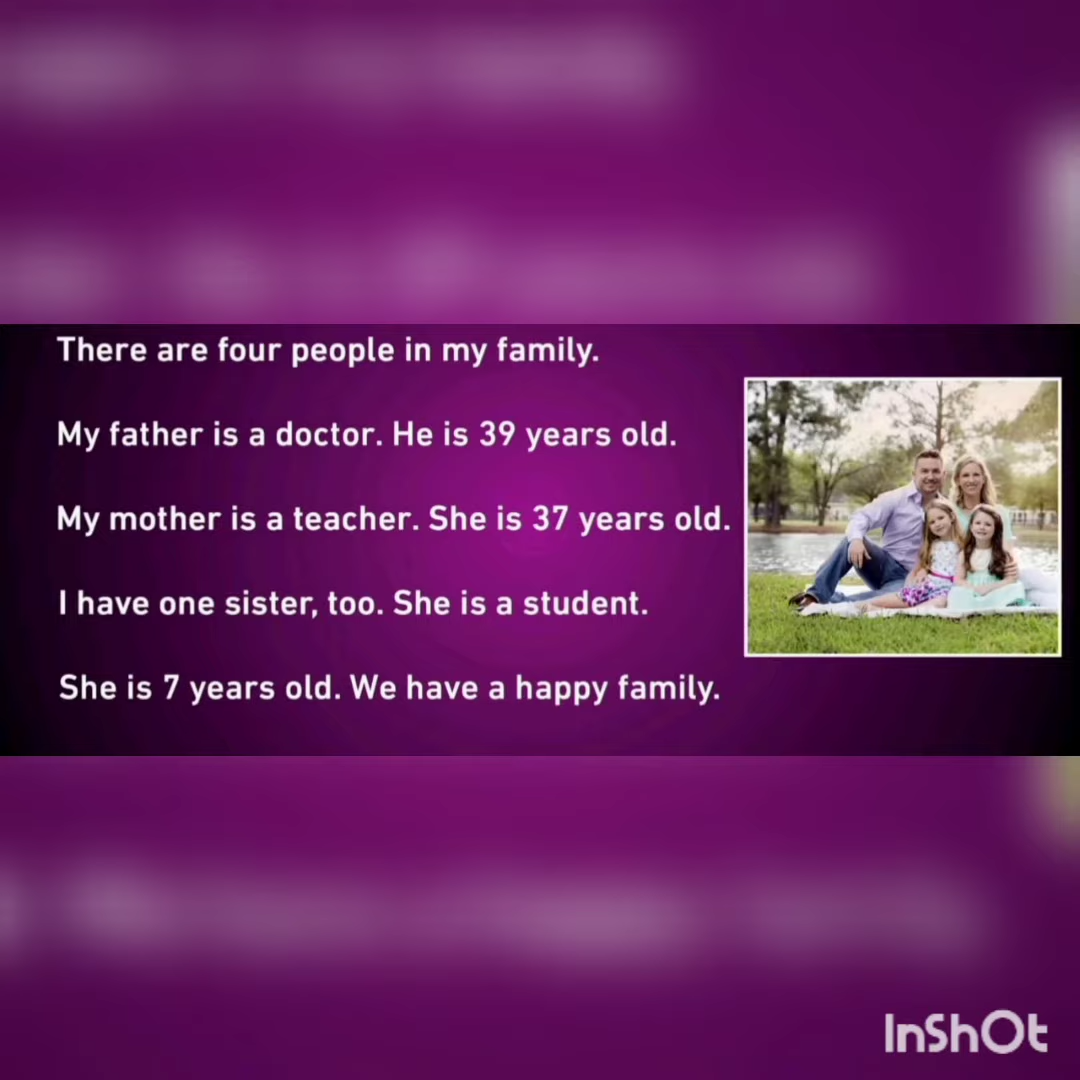 There are four people in my family.
My father is a doctor. He is 39 years old.
My mother is a teacher. She is 37 years old.
I have one sister, too. She is a student.
She is 7 years old. We have a happy family.
InShOt